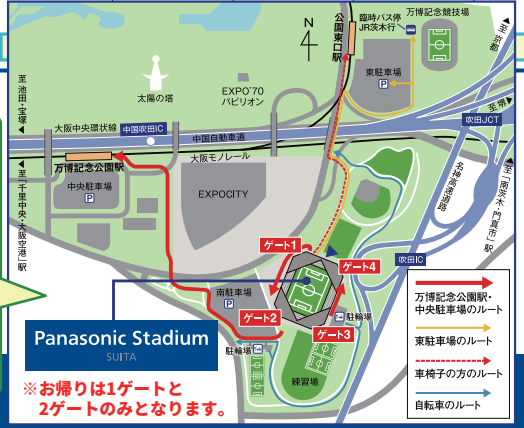 N
公園東口駅
臨時バス停
JR茨木行
万博記念競技場
至京都
東駐車場
P
太陽の塔
EXPO'70
パビリオン
至池田・宝塚
大阪中央環状線
中国吹田IC
中国自動車道
至堺
吹田JCT
大阪モノレール
万博記念公園駅
中央駐車場
P
至「千里中央・大阪空港」駅
EXPOCITY
名神高速道路
至「南茨木・門真市」駅
ゲート1
ゲート4
吹田IC
南駐車場
P
ゲート2
駐輪場
ゲート3
駐輪場
練習場
Panasonic Stadium
SUITA
※お帰りは1ゲートと
2ゲートのみとなります。
万博記念公園駅・
中央駐車場のルート
東駐車場のルート
車椅子の方のルート
自転車のルート